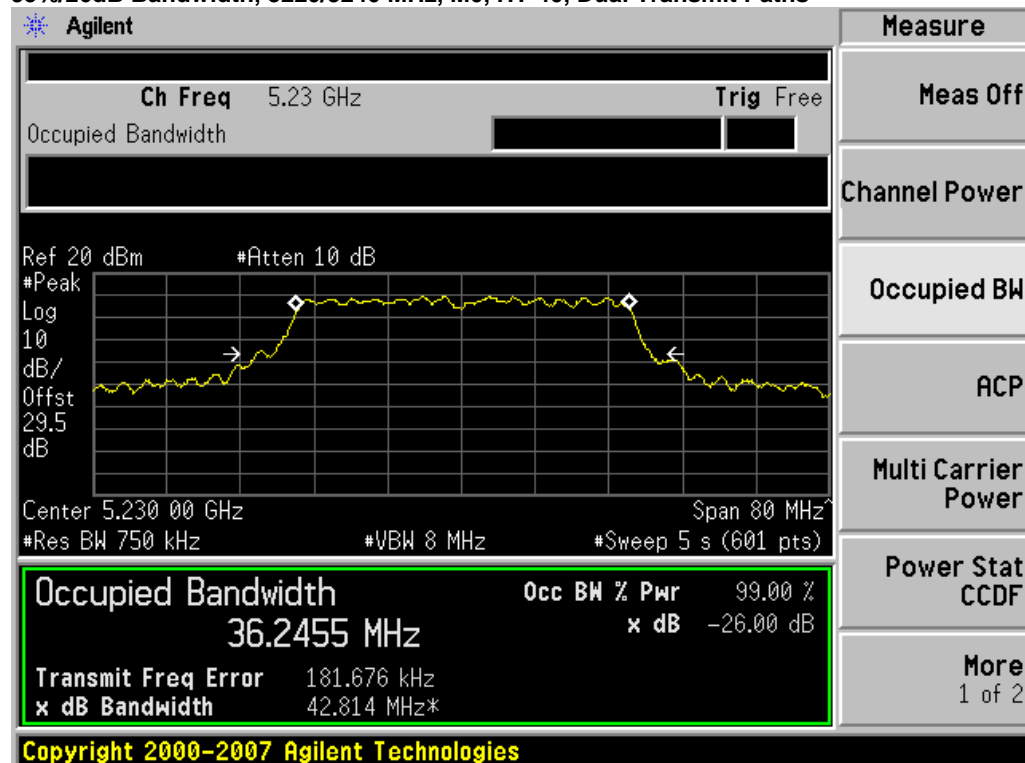 Agilent
Measure
Ch Freq 5.23 GHz Trig Free
Occupied Bandwidth
Meas Off
Channel Power
Occupied BW
ACP
Multi Carrier
Power
Power Stat
CCDF
More
1 of 2
Ref 20 dBm #Atten 10 dB
#Peak
Log
10
dB/
Offst
29.5
dB
Center 5.230 00 GHz Span 80 MHz^
#Res BW 750 kHz #VBW 8 MHz #Sweep 5 s (601 pts)
Occupied Bandwidth Occ BW % Pwr 99.00 %
36.2455 MHz x dB -26.00 dB
Transmit Freq Error 181.676 kHz
x dB Bandwidth 42.814 MHz*
Copyright 2000-2007 Agilent Technologies